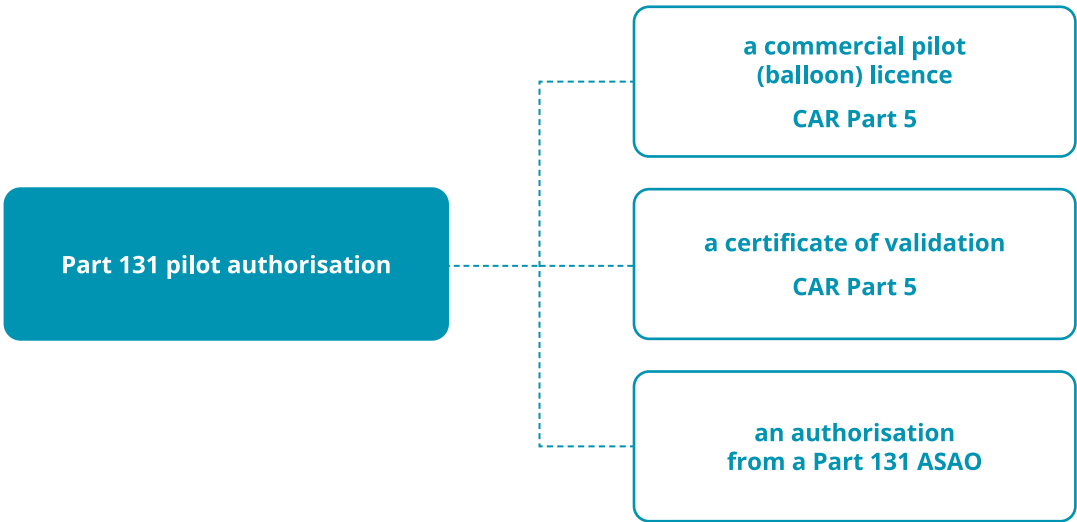 Part 131 pilot authorisation
a commercial pilot
(balloon) licence
CAR Part 5
a certificate of validation
CAR Part 5
an authorisation
from a Part 131 ASAO